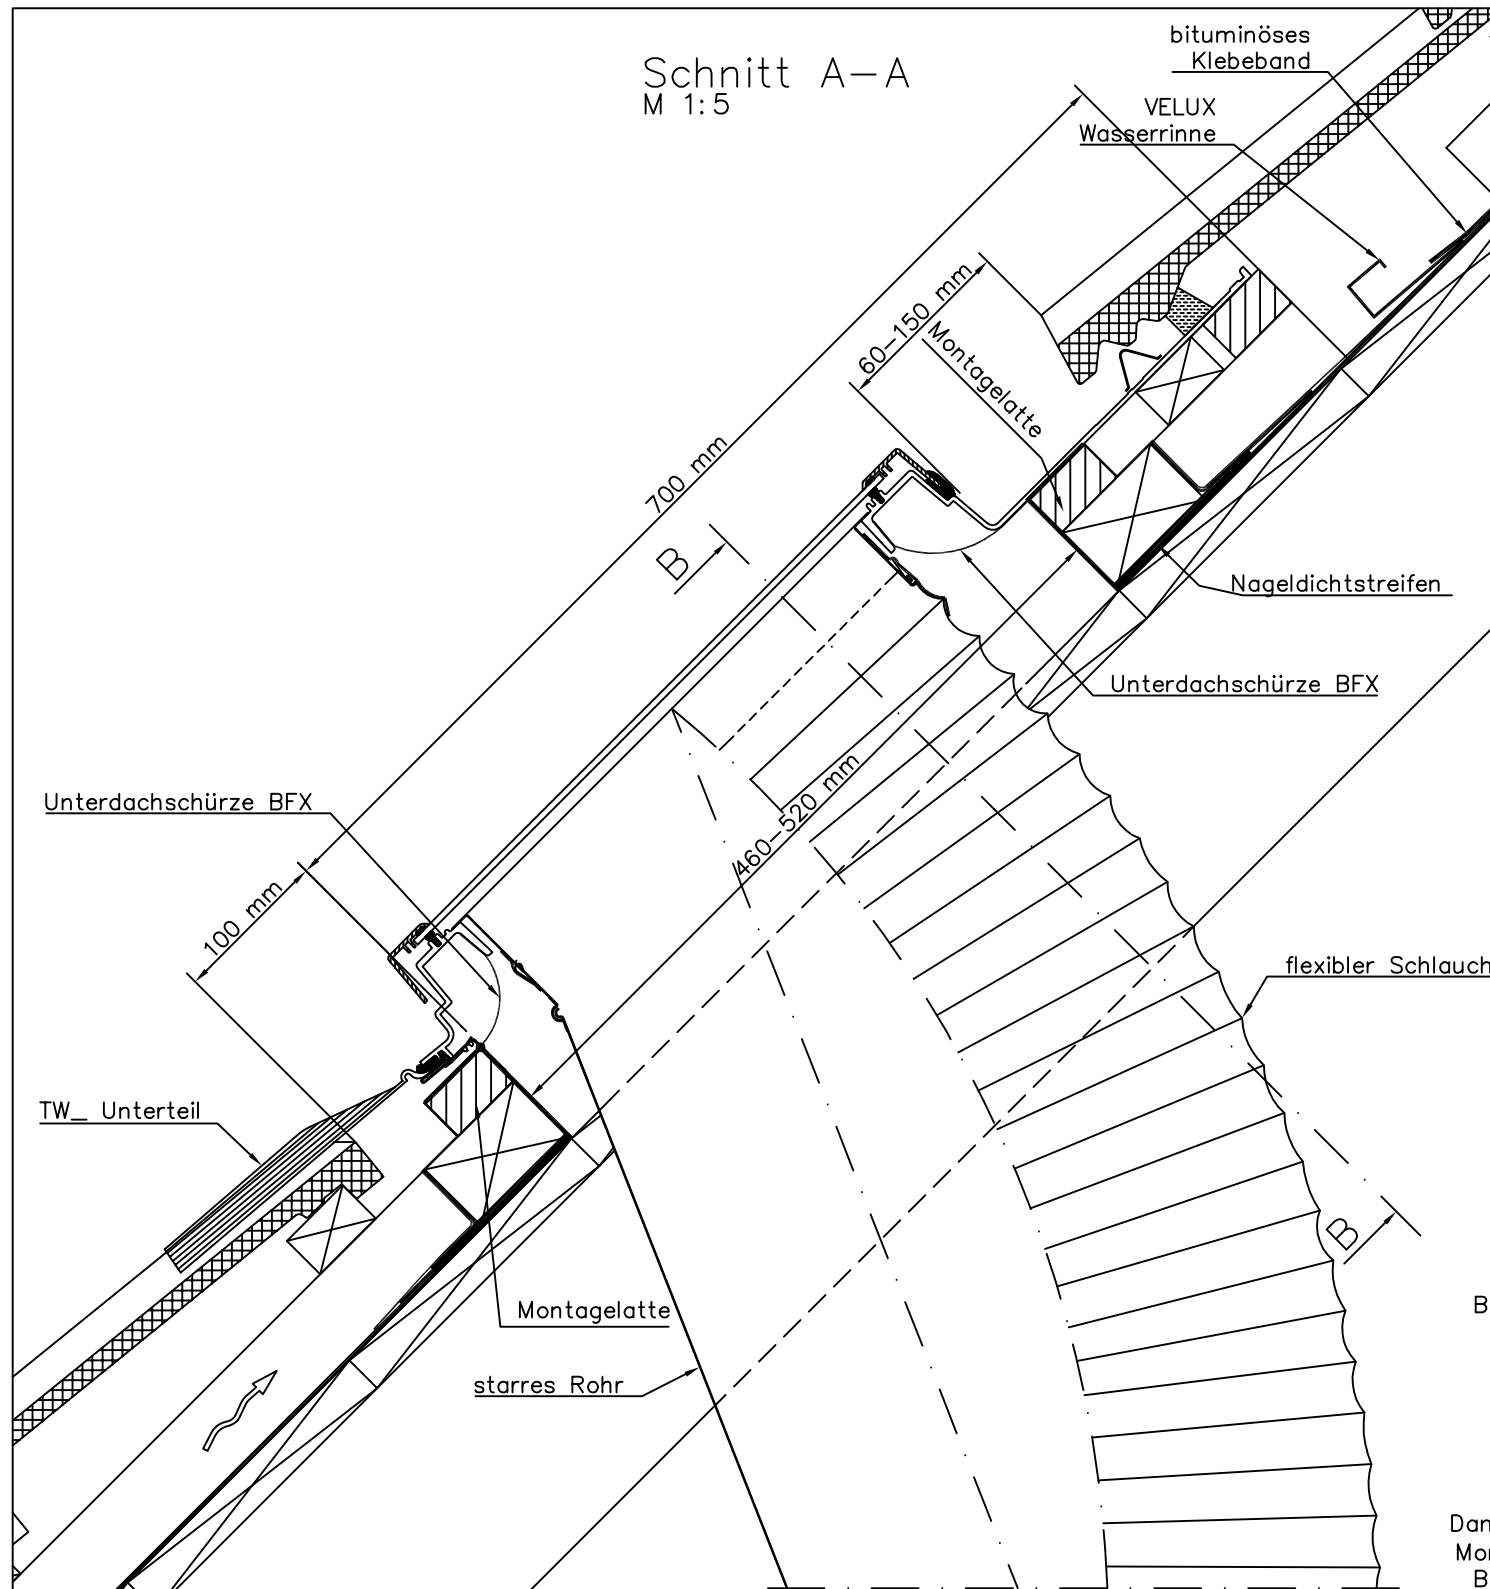 Schnitt A–A
M 1:5
bituminöses
Klebeband
VELUX
Wasserrinne
60–150 mm
Montagelatte
700 mm
B
Nageldichtstreifen
Unterdachschürze BFX
460–520 mm
Unterdachschürze BFX
100 mm
flexibler Schlauch
TW_ Unterteil
B
Montagelatte
starres Rohr
B